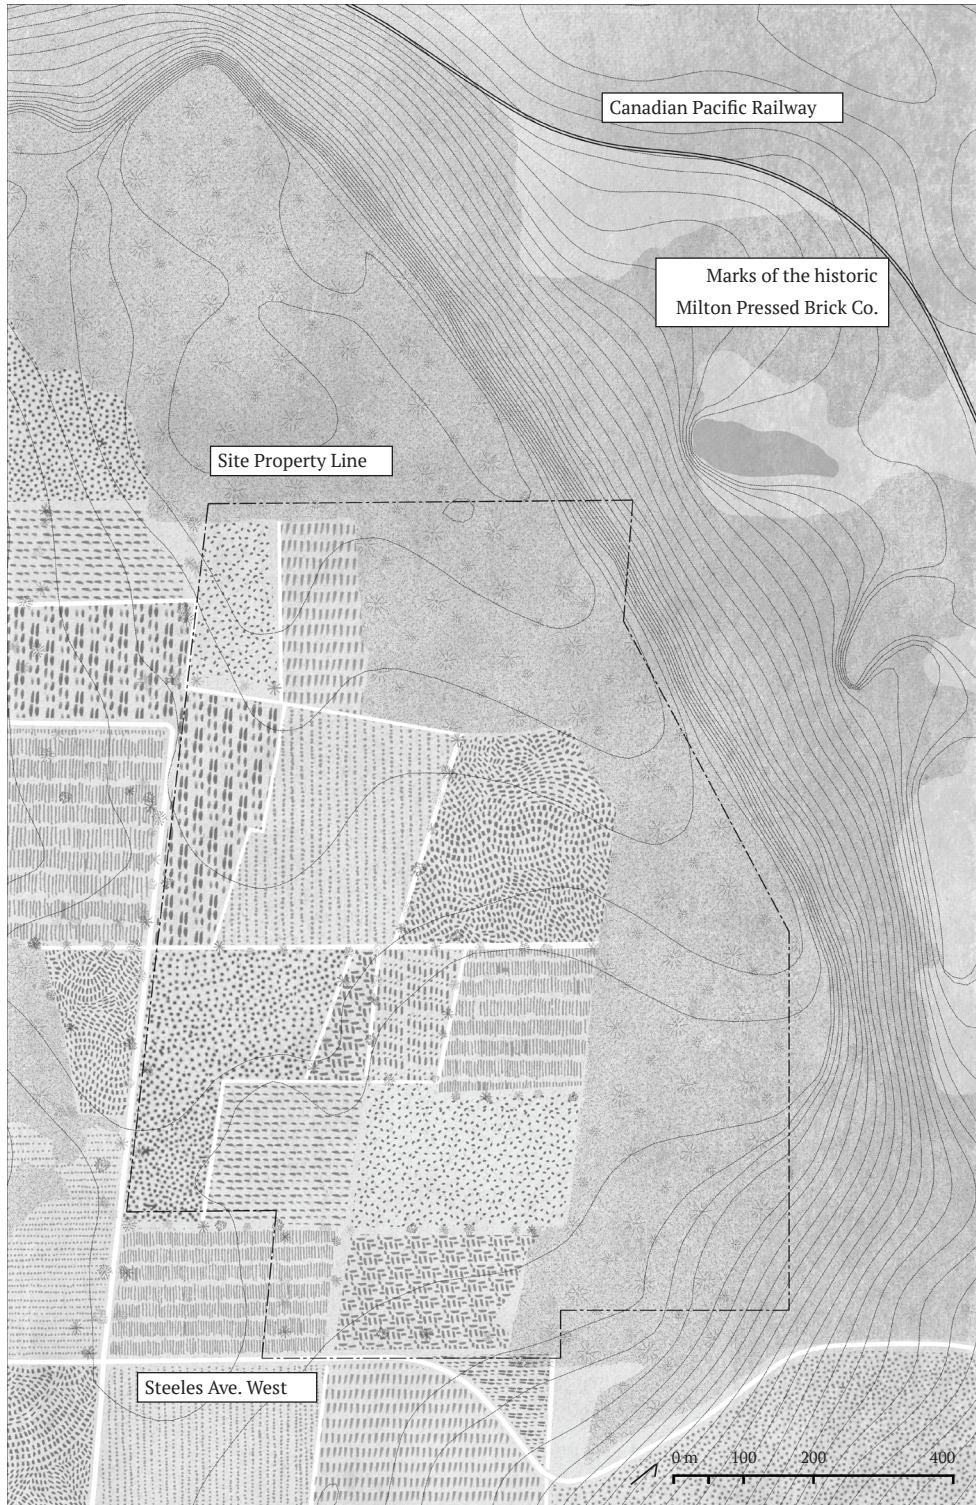 Canadian Pacific Railway
Marks of the historic
Milton Pressed Brick Co.
Site Property Line
Steeles Ave. West
0 m 100 200 400